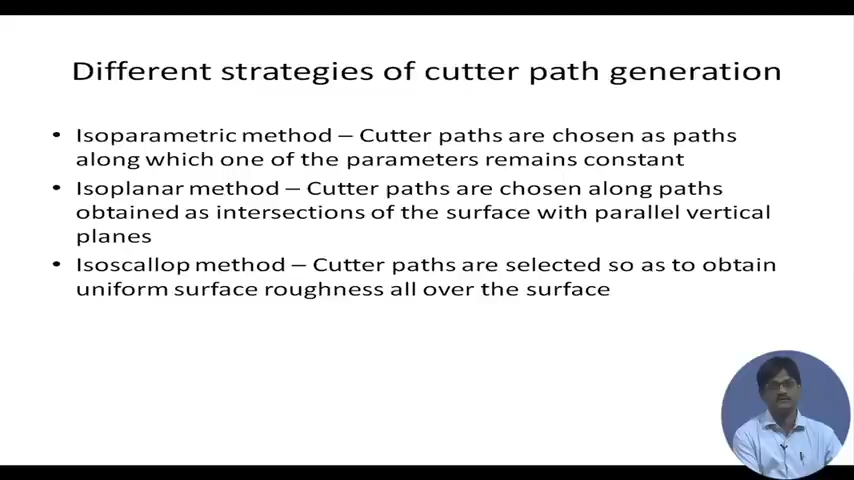 Different strategies of cutter path generation
• Isoparametric method – Cutter paths are chosen as paths
along which one of the parameters remains constant
• Isoplanar method – Cutter paths are chosen along paths
obtained as intersections of the surface with parallel vertical
planes
• Isoscallop method – Cutter paths are selected so as to obtain
uniform surface roughness all over the surface